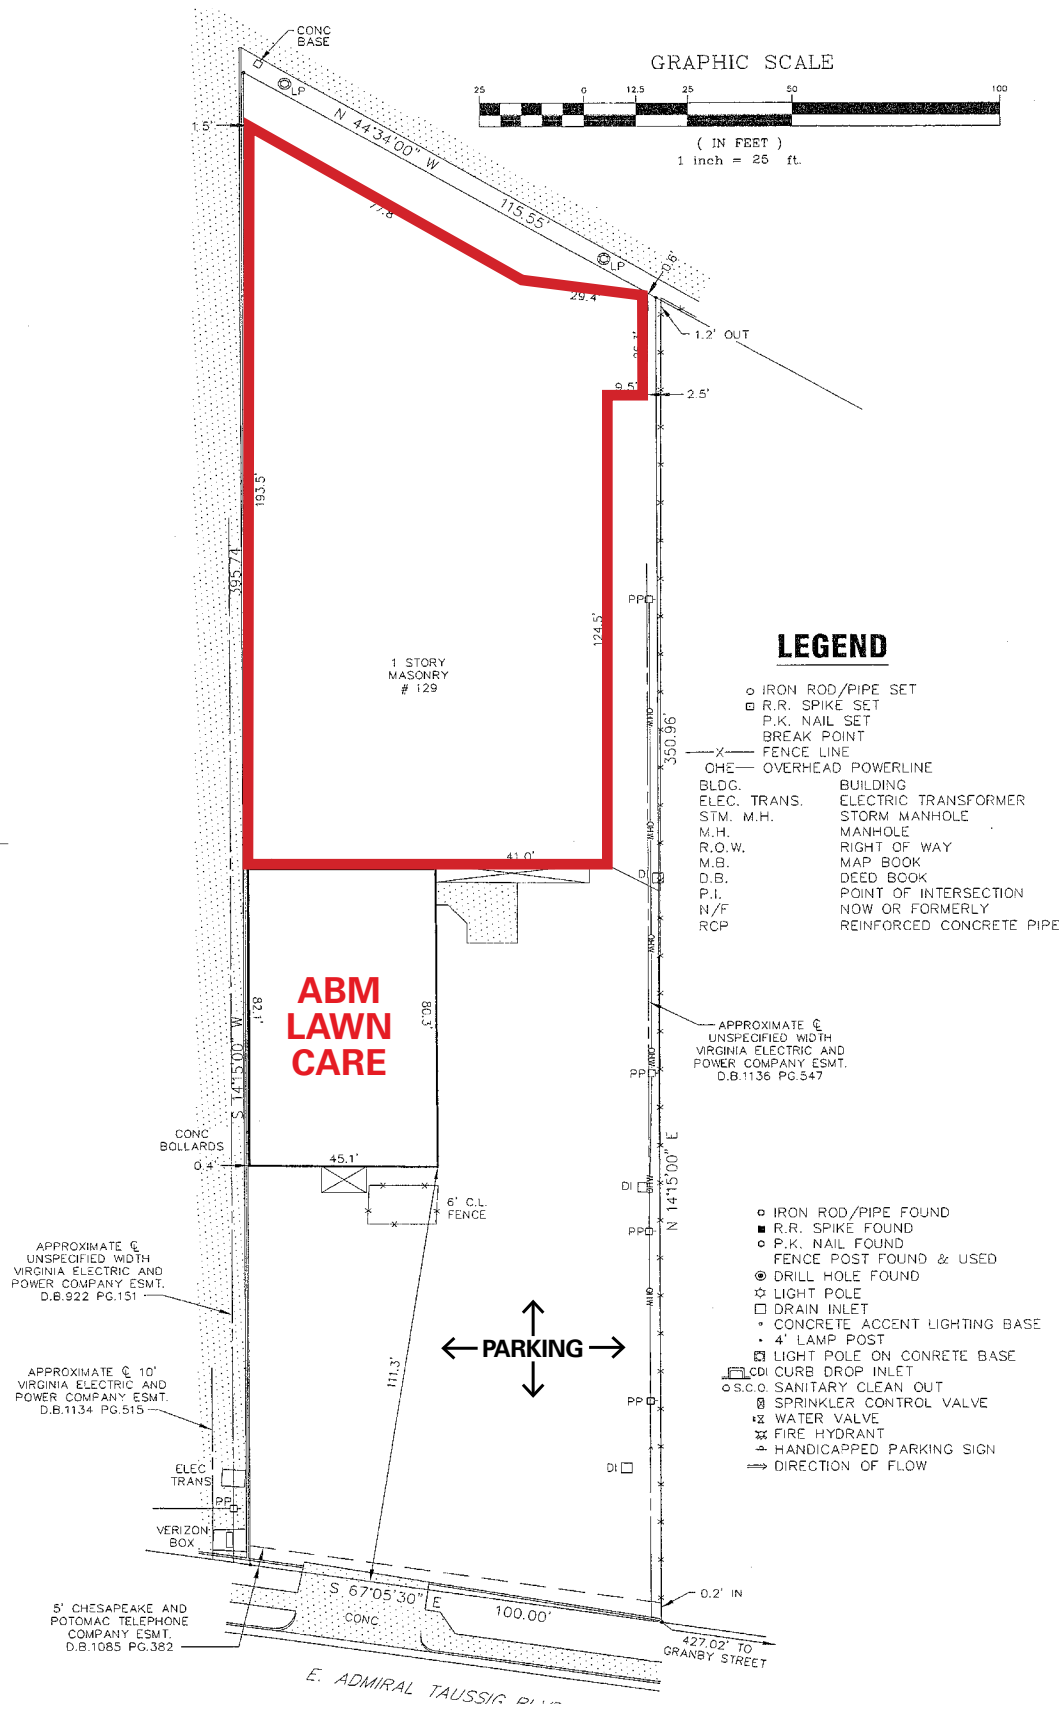 CONC
BASE
GRAPHIC SCALE
25 0 12.5 25 50 100
( IN FEET )
1 inch = 25 ft.
LP
N 44°34'00" W
115.55'
1.5'
77.8'
LP
0.6'
29.4'
1.2' OUT
9.5'
2.5'
193.5'
395.74'
124.5'
PP
1 STORY
MASONRY
# 129
350.96'
OHW
LEGEND
IRON ROD/PIPE SET
R.R. SPIKE SET
P.K. NAIL SET
BREAK POINT
X FENCE LINE
OHE OVERHEAD POWERLINE
BLDG. BUILDING
ELEC. TRANS. ELECTRIC TRANSFORMER
STM. M.H. STORM MANHOLE
M.H. MANHOLE
R.O.W. RIGHT OF WAY
M.B. MAP BOOK
D.B. DEED BOOK
P.I. POINT OF INTERSECTION
N/F NOW OR FORMERLY
RCP REINFORCED CONCRETE PIPE
OHW
41.0'
DI
OHW
82.1'
ABM
LAWN
CARE
80.3'
S 14°15'00" W
APPROXIMATE ℄
UNSPECIFIED WIDTH
VIRGINIA ELECTRIC AND
POWER COMPANY ESMT.
D.B.1136 PG.547
OHW
PP
CONC
BOLLARDS
0.4'
45.1'
N 14°15'00" E
DI
OHW
6' C.L.
FENCE
PP
APPROXIMATE ℄
UNSPECIFIED WIDTH
VIRGINIA ELECTRIC AND
POWER COMPANY ESMT.
D.B.922 PG.151
OHW
PARKING
111.3'
IRON ROD/PIPE FOUND
R.R. SPIKE FOUND
P.K. NAIL FOUND
FENCE POST FOUND & USED
DRILL HOLE FOUND
LIGHT POLE
DRAIN INLET
CONCRETE ACCENT LIGHTING BASE
4' LAMP POST
LIGHT POLE ON CONRETE BASE
CDI CURB DROP INLET
S.C.O. SANITARY CLEAN OUT
SPRINKLER CONTROL VALVE
WATER VALVE
FIRE HYDRANT
HANDICAPPED PARKING SIGN
DIRECTION OF FLOW
APPROXIMATE ℄ 10'
VIRGINIA ELECTRIC AND
POWER COMPANY ESMT.
D.B.1134 PG.515
PP
DI
ELEC
TRANS
PP
VERIZON
BOX
5' CHESAPEAKE AND
POTOMAC TELEPHONE
COMPANY ESMT.
D.B.1085 PG.382
S 67°05'30" E
100.00'
CONC
0.2' IN
427.02' TO
GRANBY STREET
E. ADMIRAL TAUSSIG